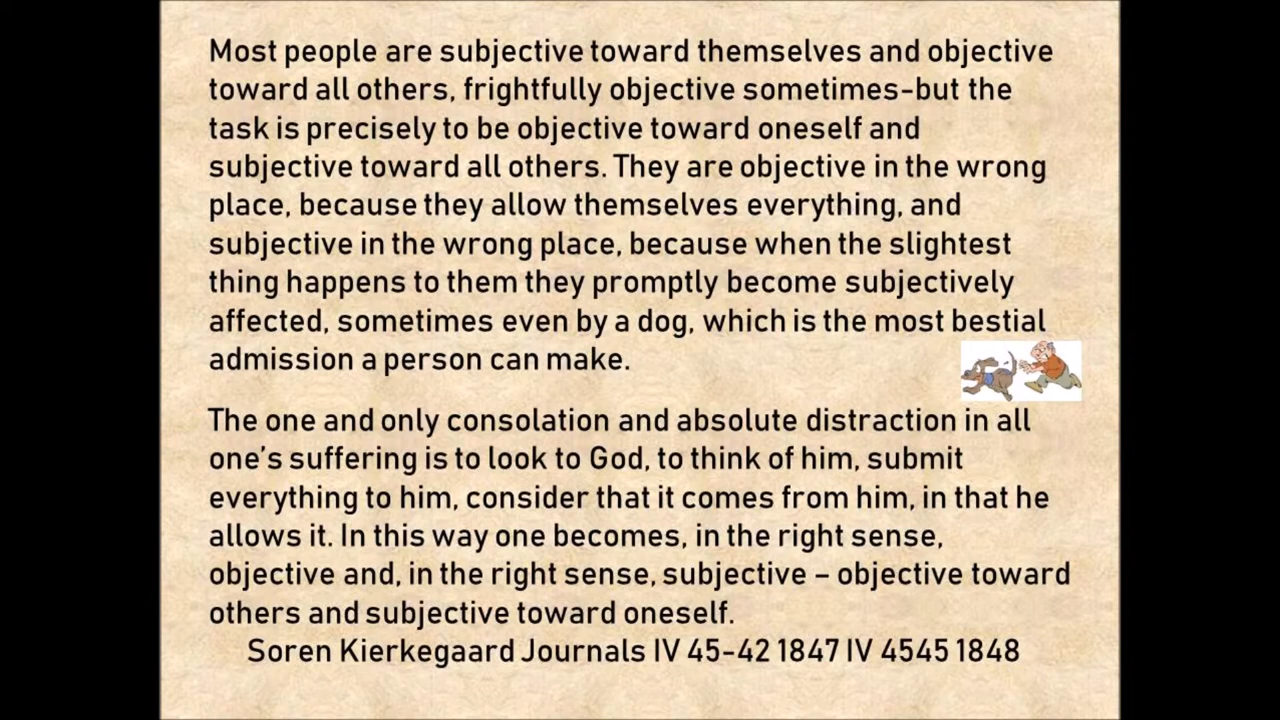 Most people are subjective toward themselves and objective
toward all others, frightfully objective sometimes-but the
task is precisely to be objective toward oneself and
subjective toward all others. They are objective in the wrong
place, because they allow themselves everything, and
subjective in the wrong place, because when the slightest
thing happens to them they promptly become subjectively
affected, sometimes even by a dog, which is the most bestial
admission a person can make.
The one and only consolation and absolute distraction in all
one's suffering is to look to God, to think of him, submit
everything to him, consider that it comes from him, in that he
allows it. In this way one becomes, in the right sense,
objective and, in the right sense, subjective – objective toward
others and subjective toward oneself.
Soren Kierkegaard Journals IV 45-42 1847 IV 4545 1848